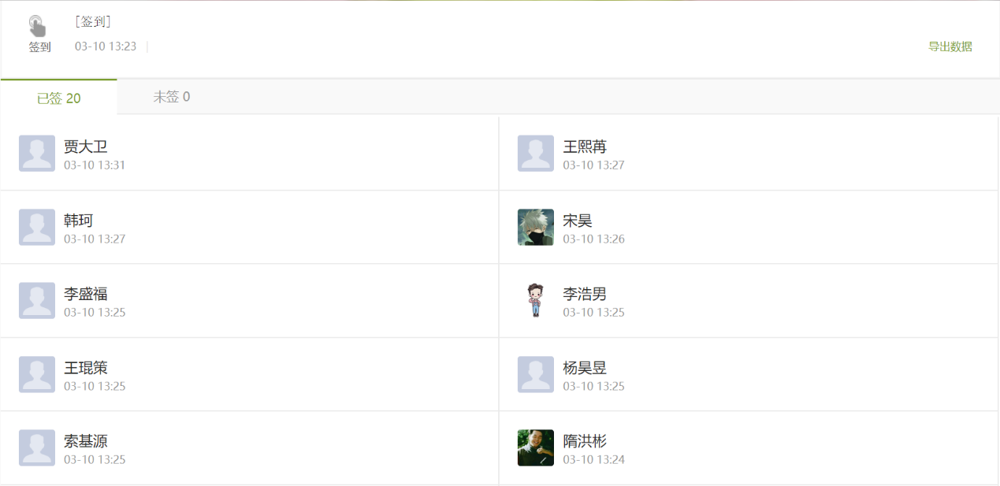 [签到]
签到
03-10 13:23
导出数据
已签 20
未签 0
贾大卫
03-10 13:31
王熙苒
03-10 13:27
韩珂
03-10 13:27
宋昊
03-10 13:26
李盛福
03-10 13:25
李浩男
03-10 13:25
王琨策
03-10 13:25
杨昊昱
03-10 13:25
索基源
03-10 13:25
隋洪彬
03-10 13:24